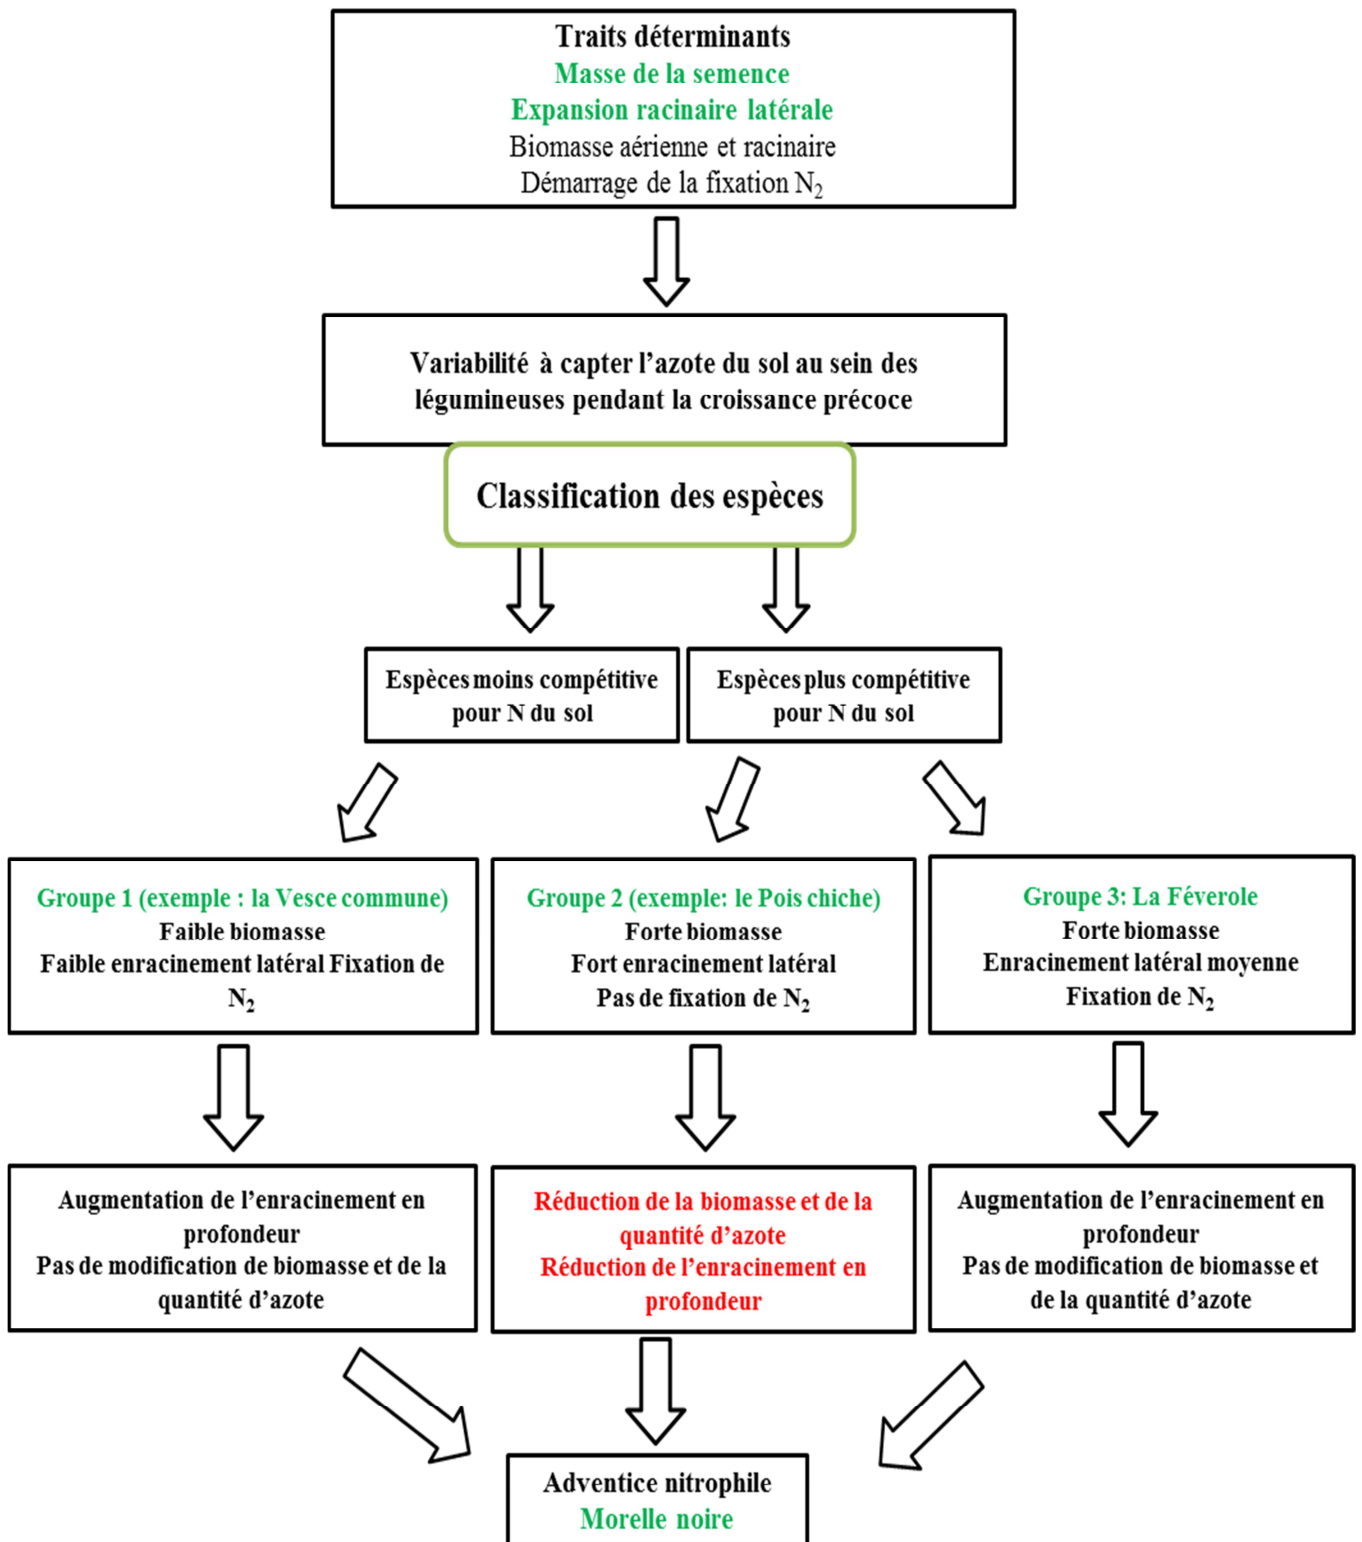 Traits déterminants
Masse de la semence
Expansion racinaire latérale
Biomasse aérienne et racinaire
Démarrage de la fixation N₂
Variabilité à capter l'azote du sol au sein des
légumineuses pendant la croissance précoce
Classification des espèces
Espèces moins compétitive
pour N du sol
Espèces plus compétitive
pour N du sol
Groupe 1 (exemple : la Vesce commune)
Faible biomasse
Faible enracinement latéral Fixation de
N₂
Groupe 2 (exemple: le Pois chiche)
Forte biomasse
Fort enracinement latéral
Pas de fixation de N₂
Groupe 3: La Féverole
Forte biomasse
Enracinement latéral moyenne
Fixation de N₂
Augmentation de l'enracinement en
profondeur
Pas de modification de biomasse et de la
quantité d'azote
Réduction de la biomasse et de la
quantité d'azote
Réduction de l'enracinement en
profondeur
Augmentation de l'enracinement en
profondeur
Pas de modification de biomasse et
de la quantité d'azote
Adventice nitrophile
Morelle noire